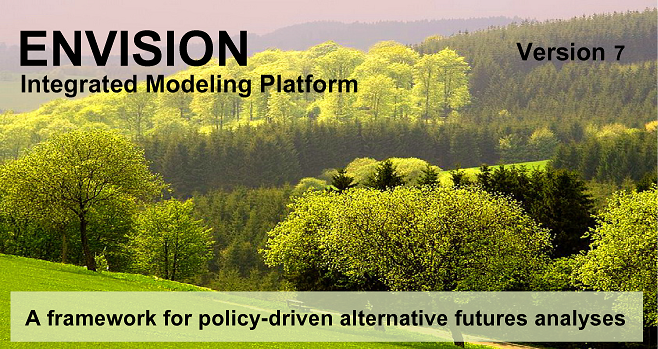 ENVISION
Version 7
Integrated Modeling Platform
A framework for policy-driven alternative futures analyses